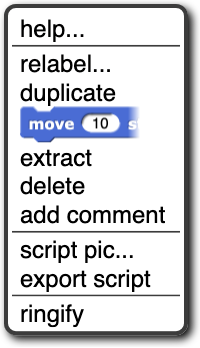 help...
relabel...
duplicate
move 10
extract
delete
add comment
script pic...
export script
ringify